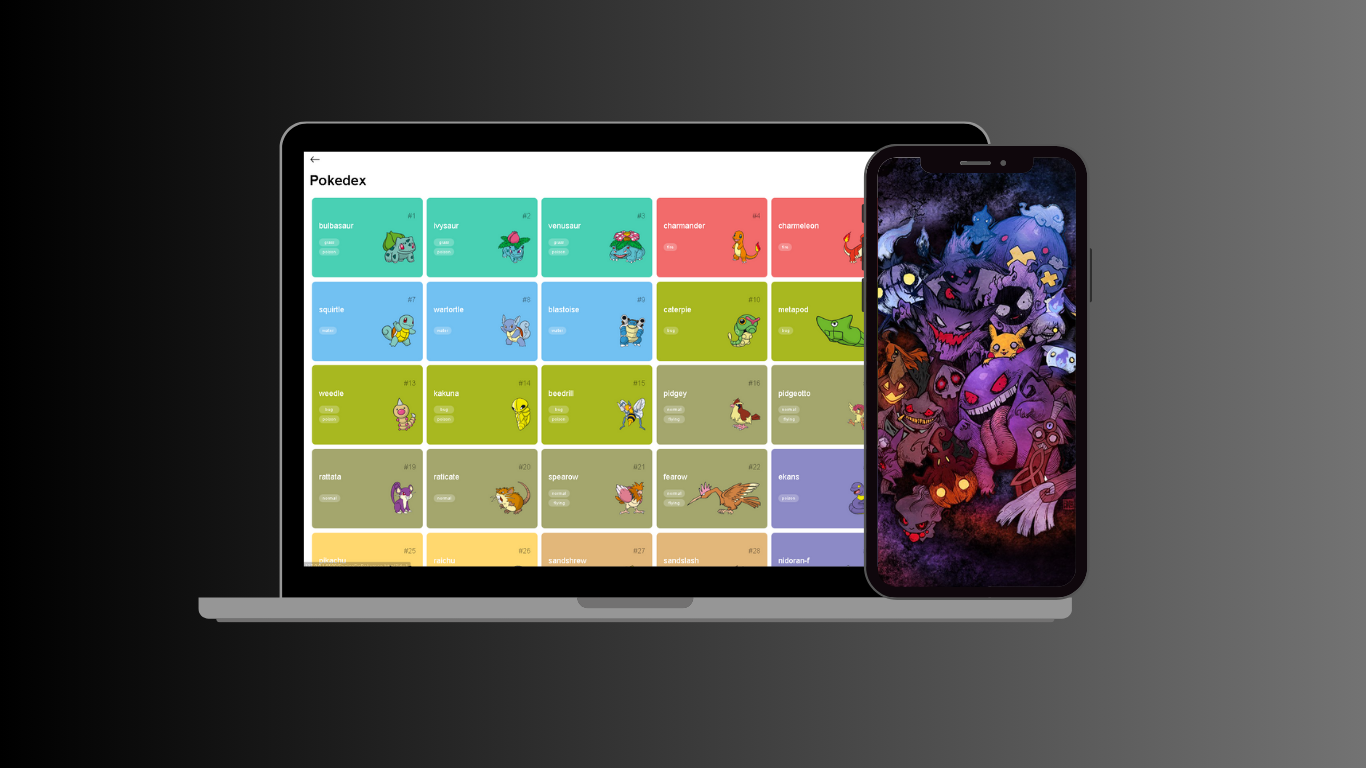 Pokedex
#1
bulbasaur
grass
poison
#2
ivysaur
grass
poison
#3
venusaur
grass
poison
#4
charmander
fire
charmeleon
fire
#7
squirtle
water
#8
wartortle
water
#9
blastoise
water
#10
caterpie
bug
metapod
bug
#13
weedle
bug
poison
#14
kakuna
bug
poison
#15
beedrill
bug
poison
#16
pidgey
normal
flying
pidgeotto
normal
flying
#19
rattata
normal
#20
raticate
normal
#21
spearow
normal
flying
#22
fearow
normal
flying
ekans
poison
#25
pikachu
#26
raichu
#27
sandshrew
#28
sandslash
nidoran-f